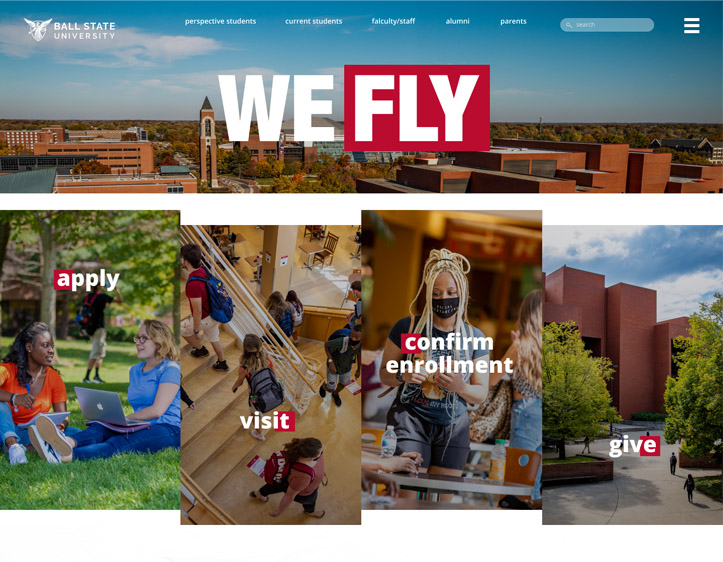 BALL STATE
UNIVERSITY
perspective students
current students
falculty/staff
alumni
parents
search
WE FLY
apply
visit
confirm
enrollment
give